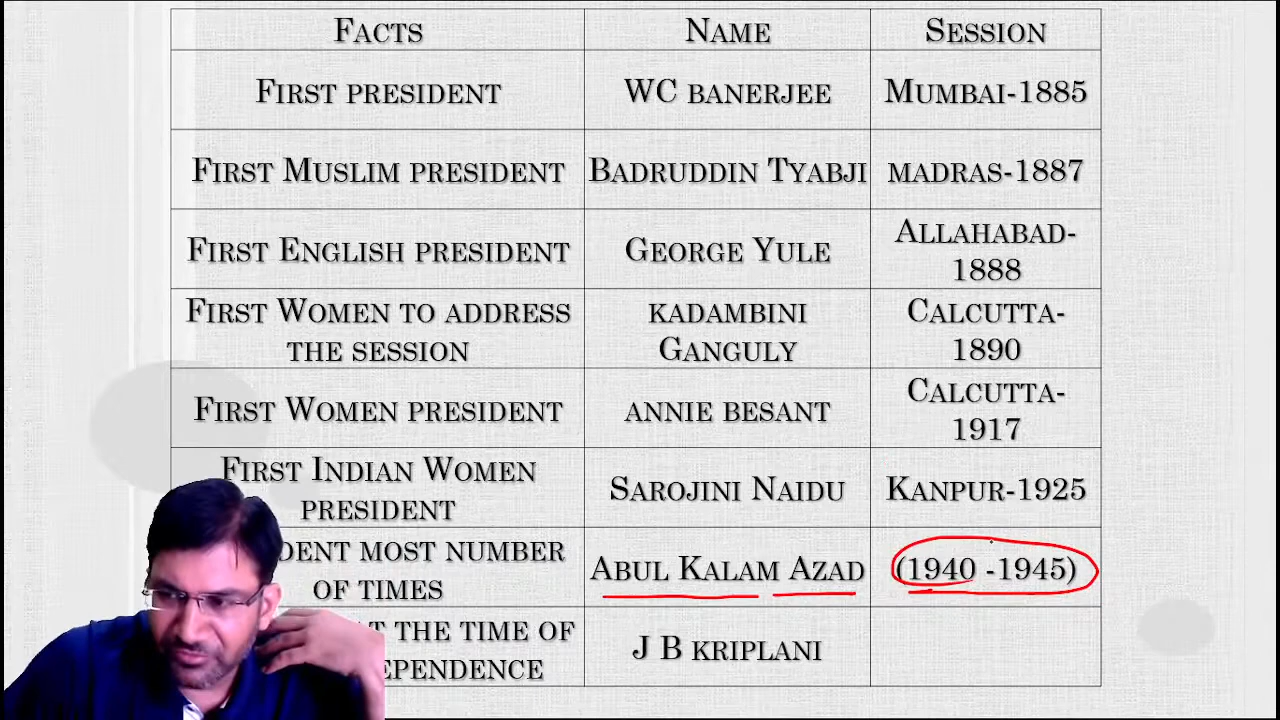 Facts Name Session
First president WC banerjee Mumbai-1885
First Muslim president Badruddin Tyabji madras-1887
First English president George Yule Allahabad-
1888
First Women to address
the session
kadambini
Ganguly
Calcutta-
1890
First Women president annie besant Calcutta-
1917
First Indian Women
president
Sarojini Naidu Kanpur-1925
dent most number
of times
Abul Kalam Azad (1940 -1945)
t the time of
ependence
J B kriplani